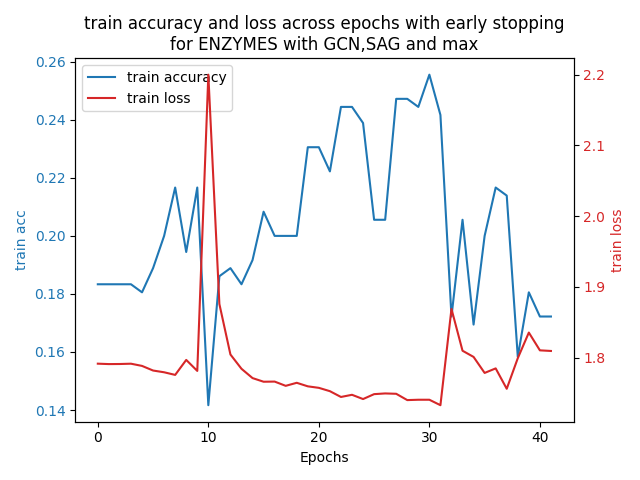 train accuracy and loss across epochs with early stopping
for ENZYMES with GCN,SAG and max
train accuracy
train loss
0.26
0.24
0.22
0.20
0.18
0.16
0.14
train acc
2.2
2.1
2.0
1.9
1.8
train loss
0 10 20 30 40
Epochs